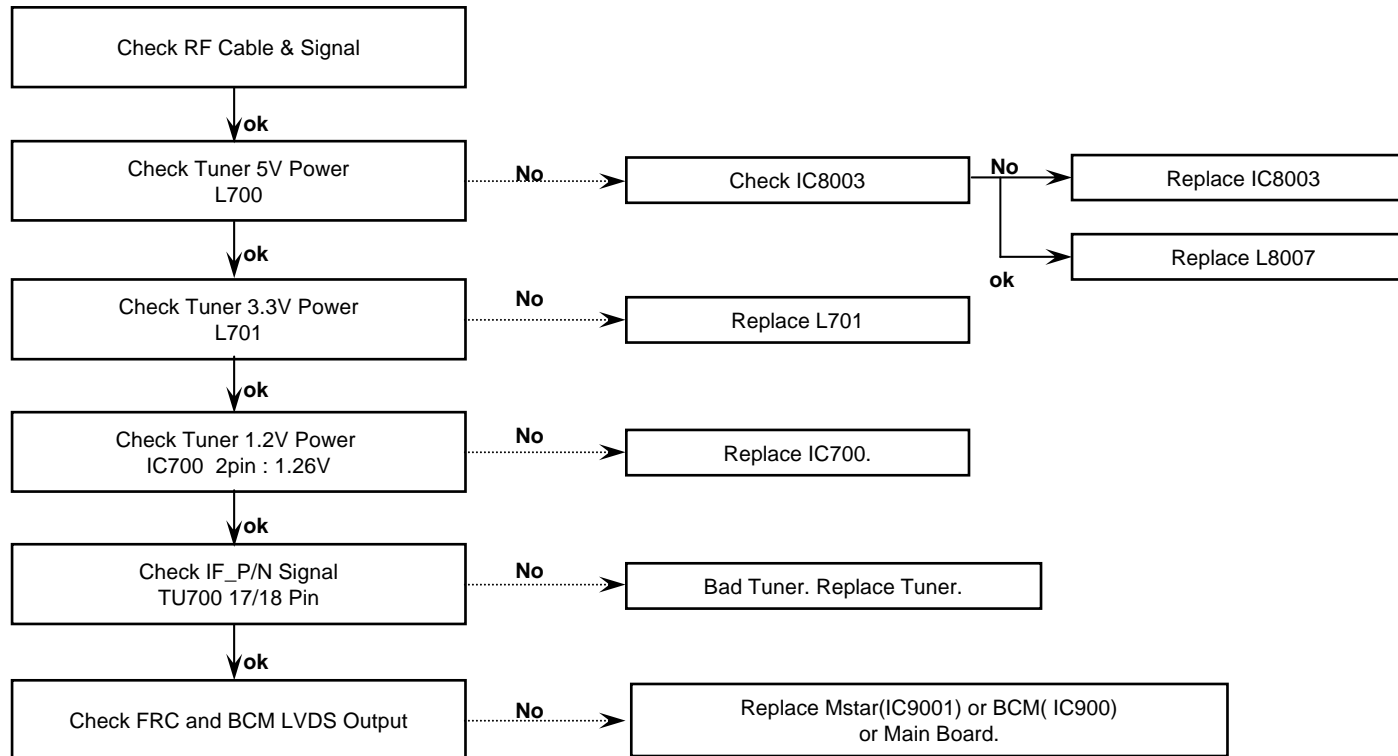 Check RF Cable & Signal
ok
Check Tuner 5V Power
L700
No
Check IC8003
No
Replace IC8003
ok
Replace L8007
ok
Check Tuner 3.3V Power
L701
No
Replace L701
ok
Check Tuner 1.2V Power
IC700 2pin : 1.26V
No
Replace IC700.
ok
Check IF_P/N Signal
TU700 17/18 Pin
No
Bad Tuner. Replace Tuner.
ok
Check FRC and BCM LVDS Output
No
Replace Mstar(IC9001) or BCM( IC900)
or Main Board.